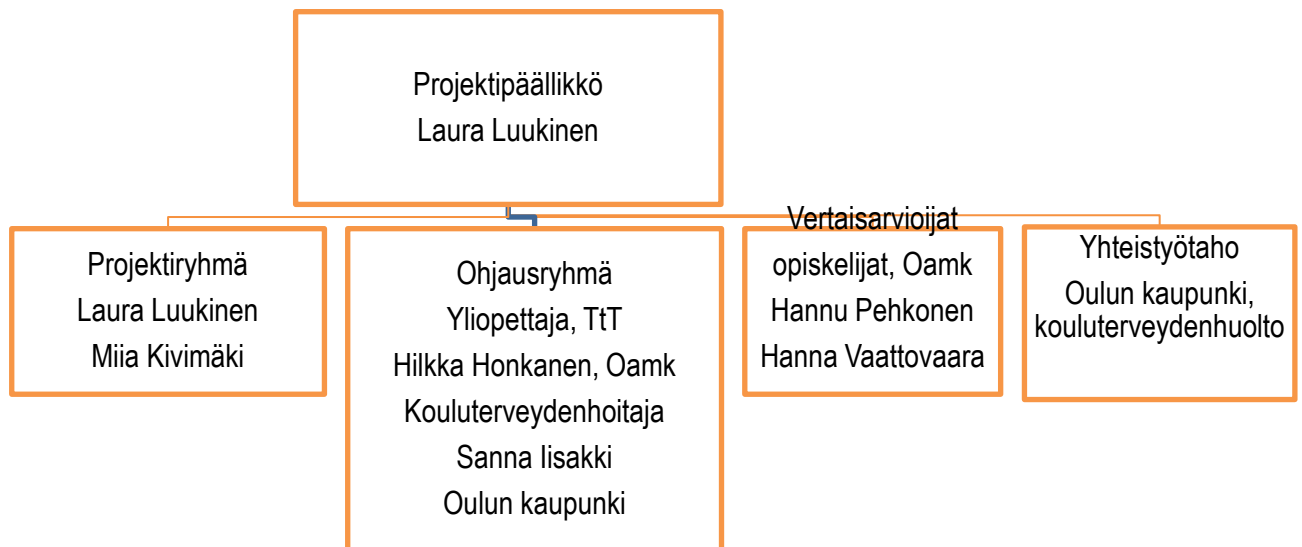 Projektipäällikkö
Laura Luukinen
Projektiryhmä
Laura Luukinen
Miia Kivimäki
Ohjausryhmä
Yliopettaja, TtT
Hilkka Honkanen, Oamk
Kouluterveydenhoitaja
Sanna Iisakki
Oulun kaupunki
Vertaisarvioijat
opiskelijat, Oamk
Hannu Pehkonen
Hanna Vaattovaara
Yhteistyötaho
Oulun kaupunki,
kouluterveydenhuolto